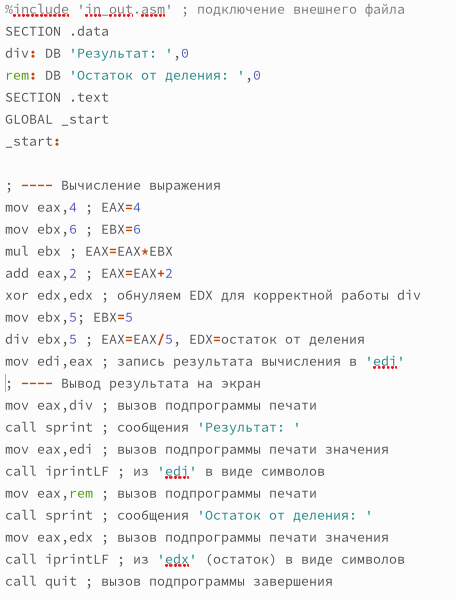 %include 'in_out.asm' ; подключение внешнего файла
SECTION .data
div: DB 'Результат: ',0
rem: DB 'Остаток от деления: ',0
SECTION .text
GLOBAL _start
_start:
; ---- Вычисление выражения
mov eax,4 ; EAX=4
mov ebx,6 ; EBX=6
mul ebx ; EAX=EAX*EBX
add eax,2 ; EAX=EAX+2
xor edx,edx ; обнуляем EDX для корректной работы div
mov ebx,5; EBX=5
div ebx,5 ; EAX=EAX/5, EDX=остаток от деления
mov edi,eax ; запись результата вычисления в 'edi'
; ---- Вывод результата на экран
mov eax,div ; вызов подпрограммы печати
call sprint ; сообщения 'Результат: '
mov eax,edi ; вызов подпрограммы печати значения
call iprintLF ; из 'edi' в виде символов
mov eax,rem ; вызов подпрограммы печати
call sprint ; сообщения 'Остаток от деления: '
mov eax,edx ; вызов подпрограммы печати значения
call iprintLF ; из 'edx' (остаток) в виде символов
call quit ; вызов подпрограммы завершения